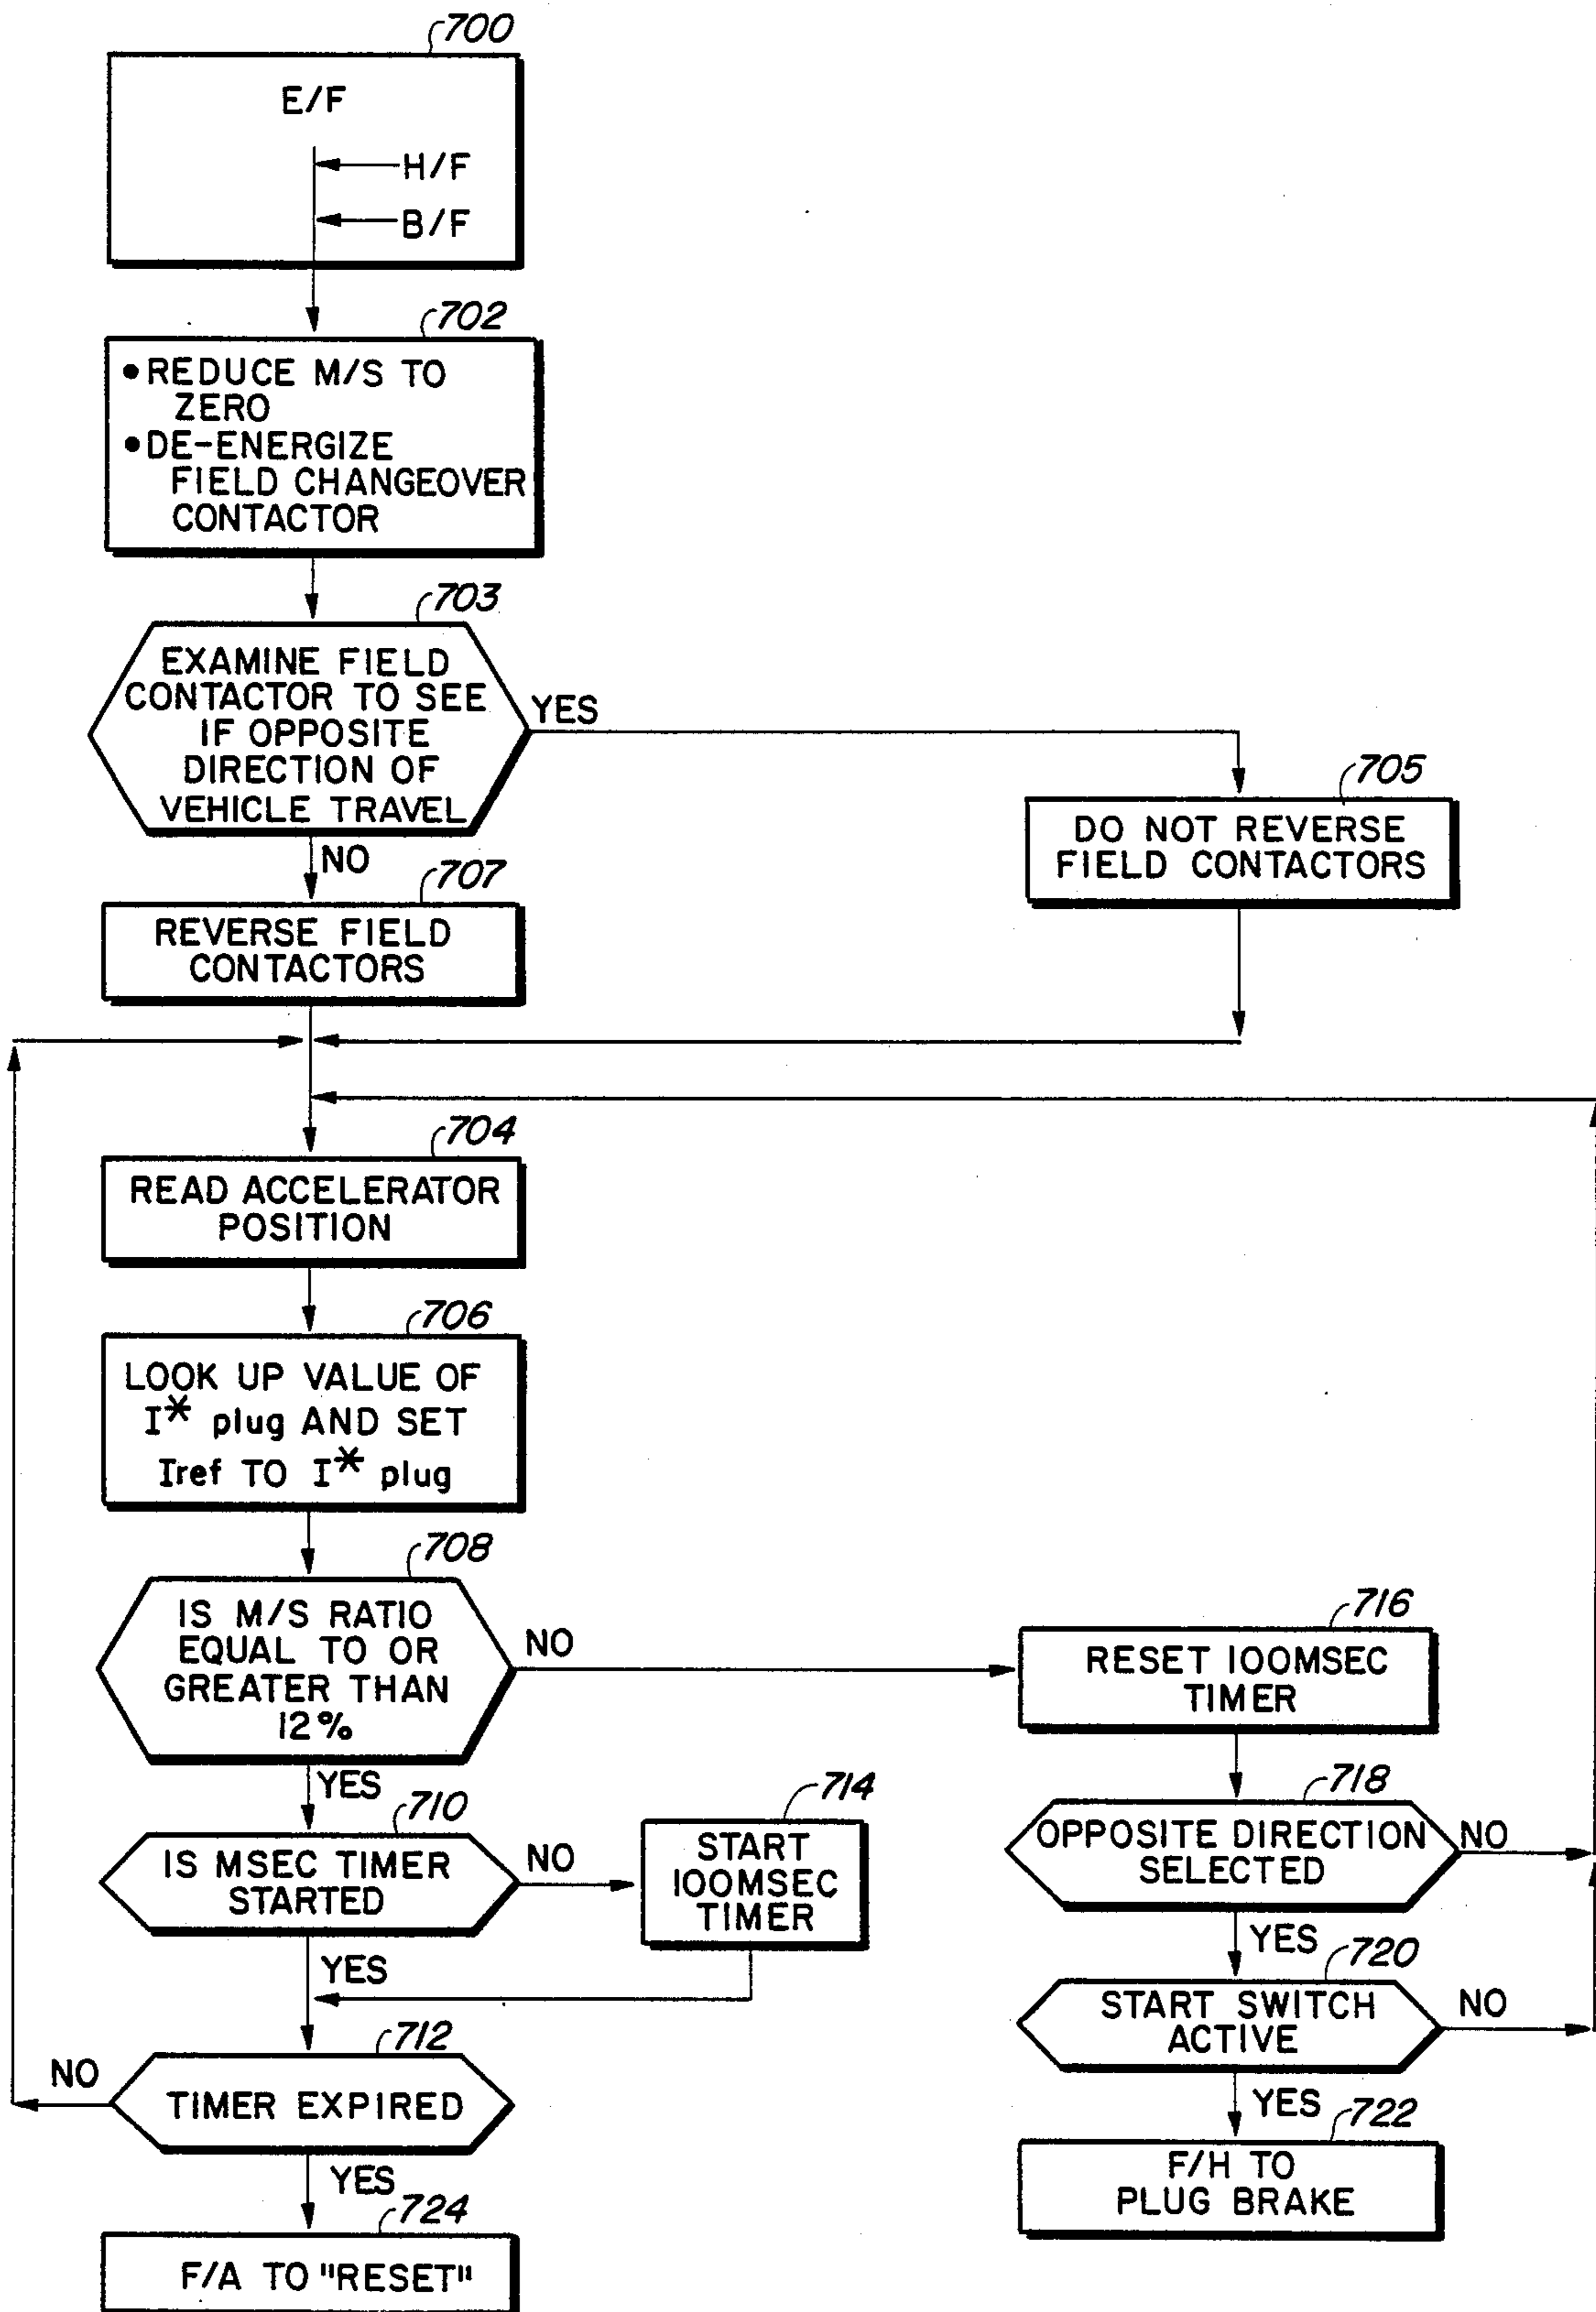 700
E/F
H/F
B/F
702
• REDUCE M/S TO
ZERO
• DE-ENERGIZE
FIELD CHANGEOVER
CONTACTOR
703
EXAMINE FIELD
CONTACTOR TO SEE
IF OPPOSITE
DIRECTION OF
VEHICLE TRAVEL
YES
705
DO NOT REVERSE
FIELD CONTACTORS
NO
707
REVERSE FIELD
CONTACTORS
704
READ ACCELERATOR
POSITION
706
LOOK UP VALUE OF
I* plug AND SET
Iref TO I* plug
708
IS M/S RATIO
EQUAL TO OR
GREATER THAN
12%
NO
716
RESET 100MSEC
TIMER
YES
710
IS MSEC TIMER
STARTED
NO
714
START
100MSEC
TIMER
718
OPPOSITE DIRECTION
SELECTED
NO
YES
YES
720
START SWITCH
ACTIVE
NO
712
TIMER EXPIRED
NO
YES
722
F/H TO
PLUG BRAKE
YES
724
F/A TO "RESET"